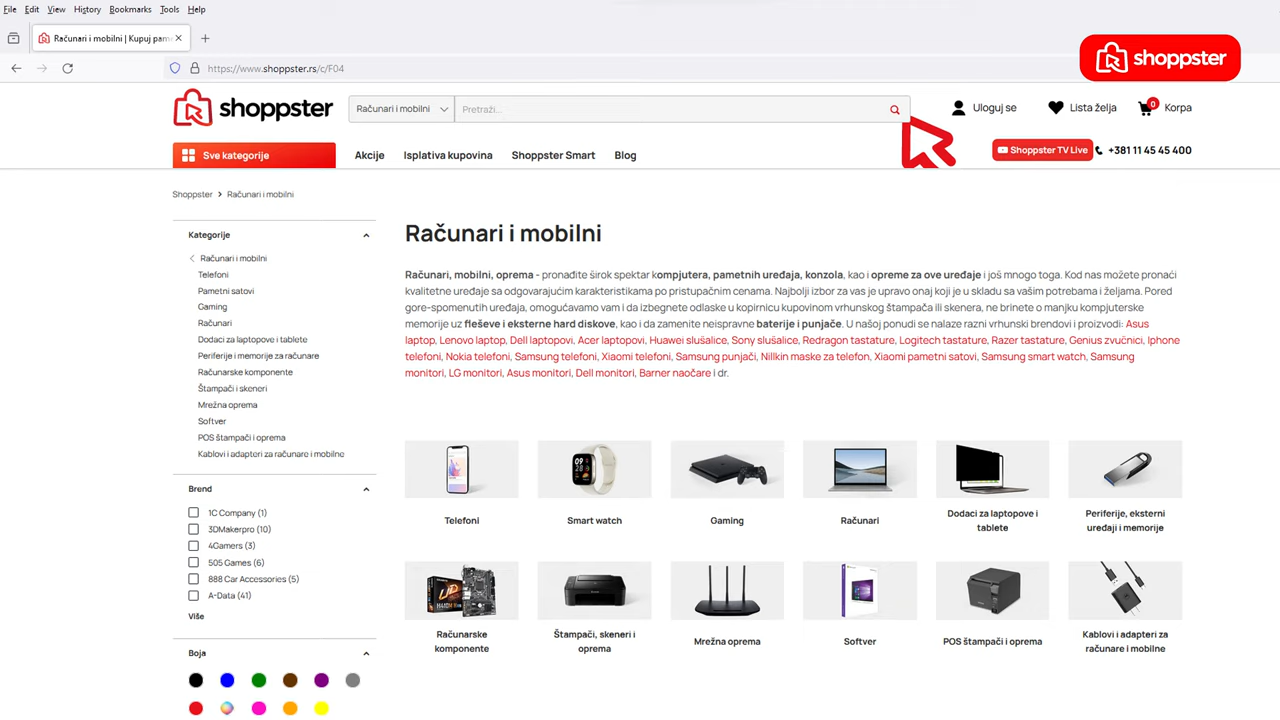 File Edit View History Bookmarks Tools Help
Računari i mobilni | Kupuj pame
https://www.shoppster.rs/c/F04
shoppster
shoppster
Računari i mobilni
Pretraži...
Uloguj se
Lista želja
0
Korpa
Sve kategorije
Akcije
Isplativa kupovina
Shoppster Smart
Blog
Shoppster TV Live
+381 11 45 45 400
Shoppster > Računari i mobilni
Kategorije
Računari i mobilni
Telefoni
Pametni satovi
Gaming
Računari
Dodaci za laptopove i tablete
Periferije i memorije za računare
Računarske komponente
Štampači i skeneri
Mrežna oprema
Softver
POS štampači i oprema
Kablovi i adapteri za računare i mobilne
Brend
1C Company (1)
3DMakerpro (10)
4Gamers (3)
505 Games (6)
888 Car Accessories (5)
A-Data (41)
Više
Boja
Računari i mobilni
Računari, mobilni, oprema - pronađite širok spektar kompjutera, pametnih uređaja, konzola, kao i opreme za ove uređaje i još mnogo toga. Kod nas možete pronaći
kvalitetne uređaje sa odgovarajućim karakteristikama po pristupačnim cenama. Najbolji izbor za vas je upravo onaj koji je u skladu sa vašim potrebama i željama. Pored
gore-spomenutih uređaja, omogućavamo vam i da izbegnete odlaske u kopirnicu kupovinom vrhunskog štampača ili skenera, ne brinete o manjku kompjuterske
memorije uz fleševe i eksterne hard diskove, kao i da zamenite neispravne baterije i punjače. U našoj ponudi se nalaze razni vrhunski brendovi i proizvodi: Asus
laptop, Lenovo laptop, Dell laptopovi, Acer laptopovi, Huawei slušalice, Sony slušalice, Redragon tastature, Logitech tastature, Razer tastature, Genius zvučnici, Iphone
telefoni, Nokia telefoni, Samsung telefoni, Xiaomi telefoni, Samsung punjači, Nillkin maske za telefon, Xiaomi pametni satovi, Samsung smart watch, Samsung
monitori, LG monitori, Asus monitori, Dell monitori, Barner naočare i dr.
Telefoni
Smart watch
Gaming
Računari
Dodaci za laptopove i
tablete
Periferije, eksterni
uređaji i memorije
Računarske
komponente
Štampači, skeneri i
oprema
Mrežna oprema
Softver
POS štampači i oprema
Kablovi i adapteri za
računare i mobilne